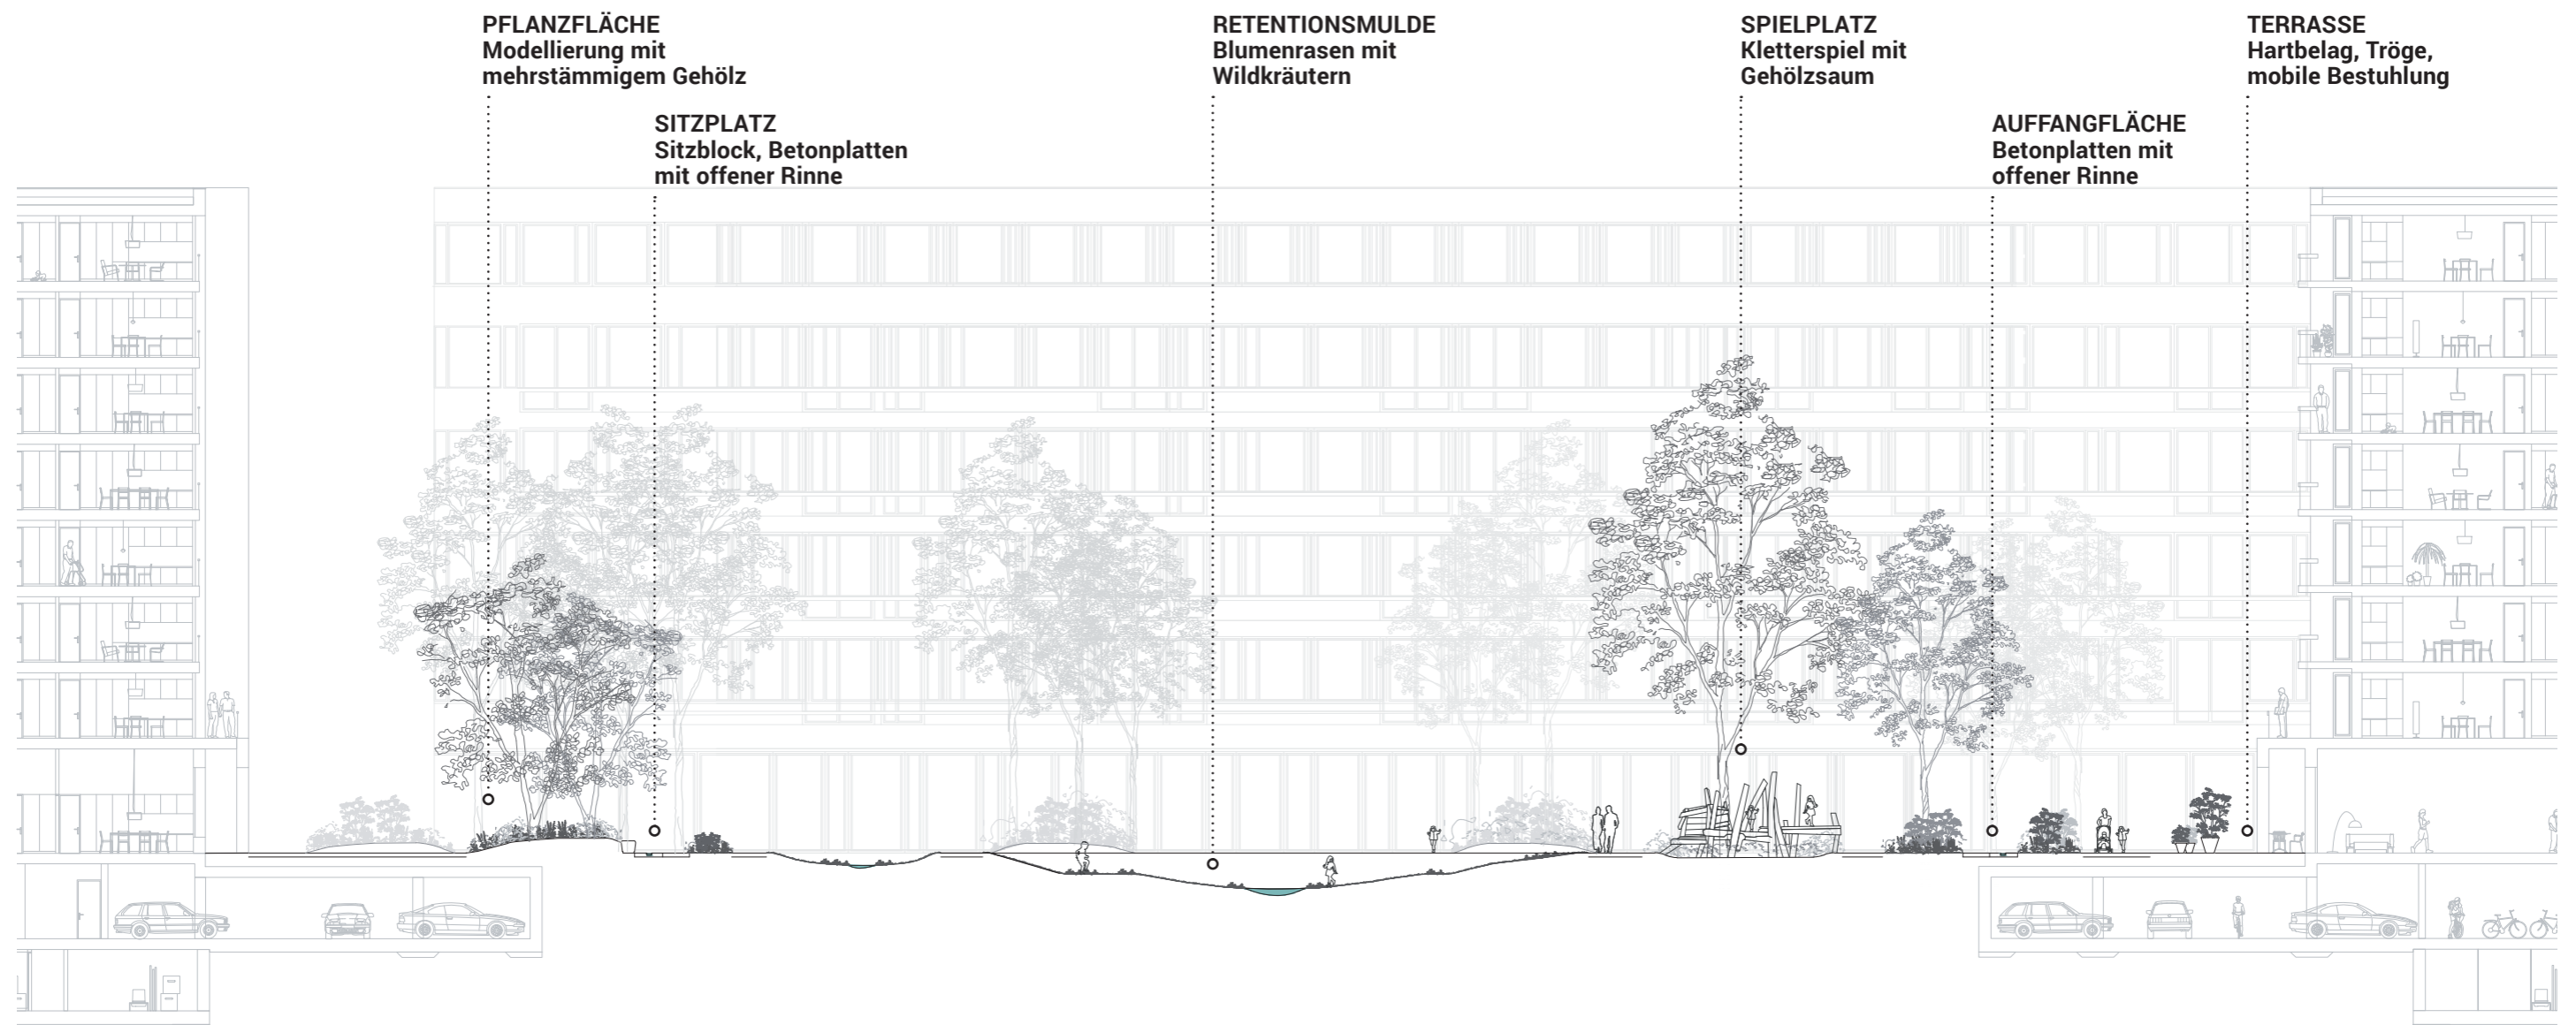 PFLANZFLÄCHE
Modellierung mit
mehrstämmigem Gehölz
SITZPLATZ
Sitzblock, Betonplatten
mit offener Rinne
RETENTIONSMULDE
Blumenrasen mit
Wildkräutern
SPIELPLATZ
Kletterspiel mit
Gehölzsaum
AUFFANGFLÄCHE
Betonplatten mit
offener Rinne
TERRASSE
Hartbelag, Tröge,
mobile Bestuhlung